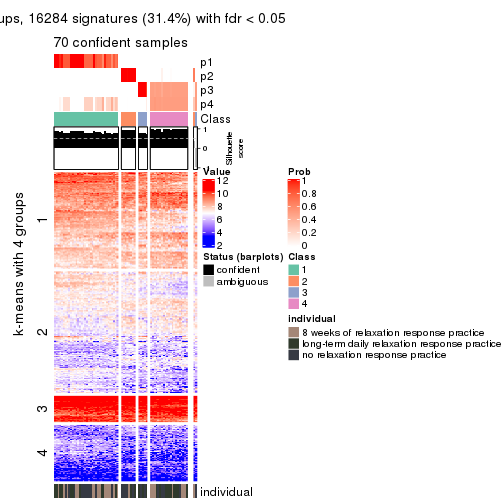 ups, 16284 signatures (31.4%) with fdr < 0.05
70 confident samples
p1
p2
p3
p4
Class
1
0
-1
Silhouette
score
k-means with 4 groups
1
2
3
4
individual
Value
12
10
8
6
4
2
Prob
1
0.8
0.6
0.4
0.2
0
Status (barplots)
confident
ambiguous
Class
1
2
3
4
individual
8 weeks of relaxation response practice
long-term daily relaxation response practice
no relaxation response practice